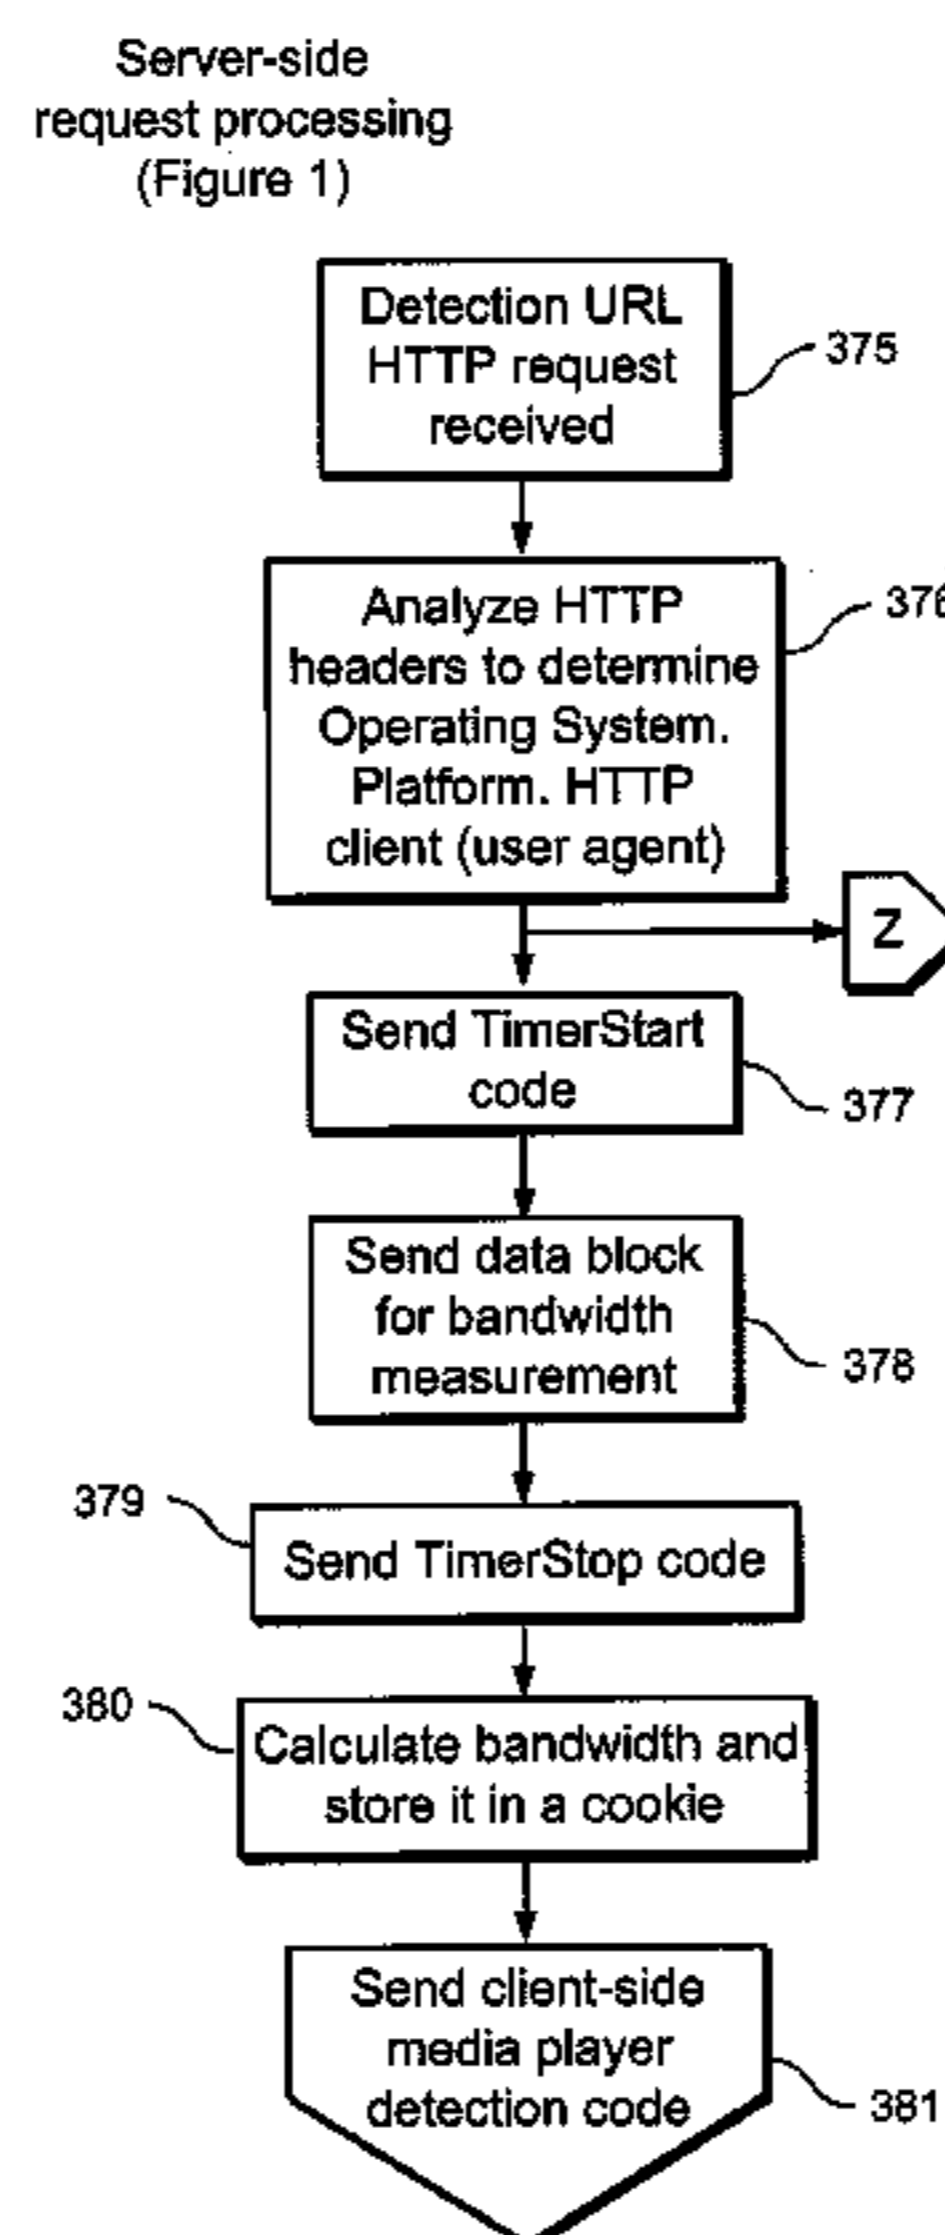 Server-side
request processing
(Figure 1)
Detection URL
HTTP request
received
375
Analyze HTTP
headers to determine
Operating System.
Platform. HTTP
client (user agent)
376
Z
Send TimerStart
code
377
Send data block
for bandwidth
measurement
378
379
Send TimerStop code
380
Calculate bandwidth and
store it in a cookie
Send client-side
media player
detection code
381